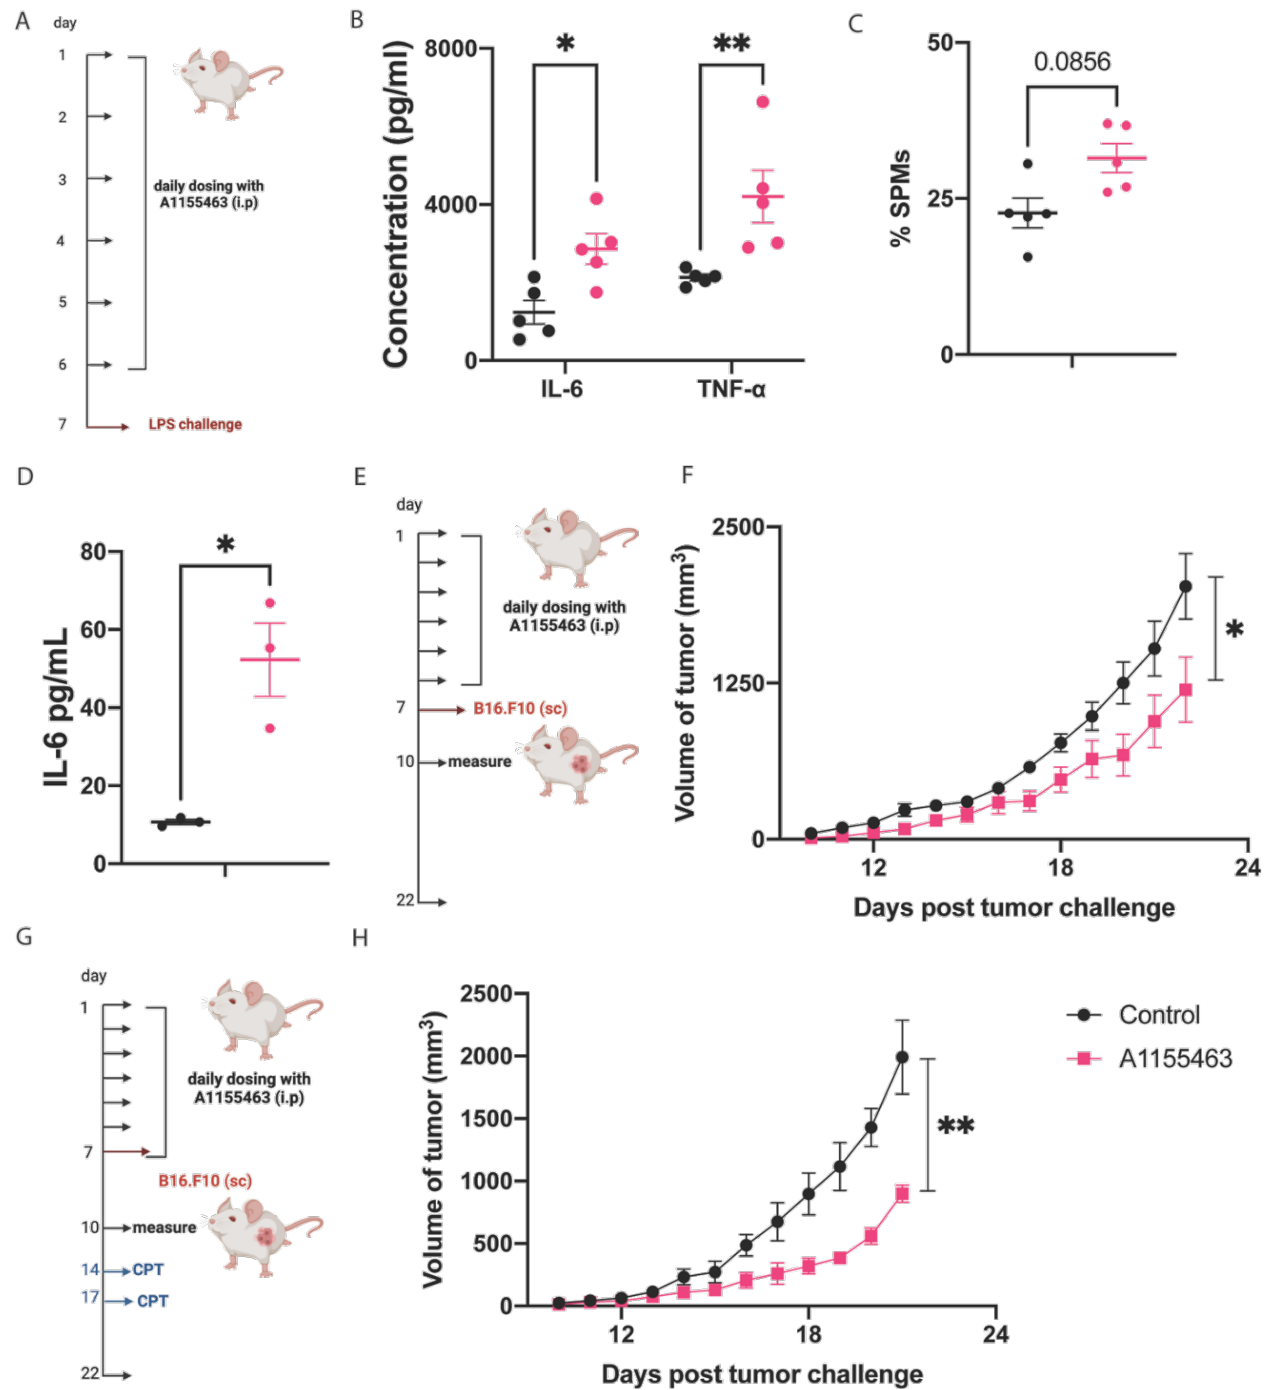 A
day
1
2
3
4
5
6
7
daily dosing with
A1155463 (i.p)
LPS challenge
B
Concentration (pg/ml)
8000
4000
0
*
**
IL-6
TNF-α
C
% SPMs
50
25
0
0.0856
D
IL-6 pg/mL
80
60
40
20
0
*
E
day
1
7
10
22
daily dosing with
A1155463 (i.p)
B16.F10 (sc)
measure
F
Volume of tumor (mm³)
2500
1250
0
12
18
24
*
Days post tumor challenge
G
day
1
7
10
14
17
22
daily dosing with
A1155463 (i.p)
B16.F10 (sc)
measure
CPT
CPT
H
Volume of tumor (mm³)
2500
2000
1500
1000
500
0
12
18
24
**
Days post tumor challenge
Control
A1155463